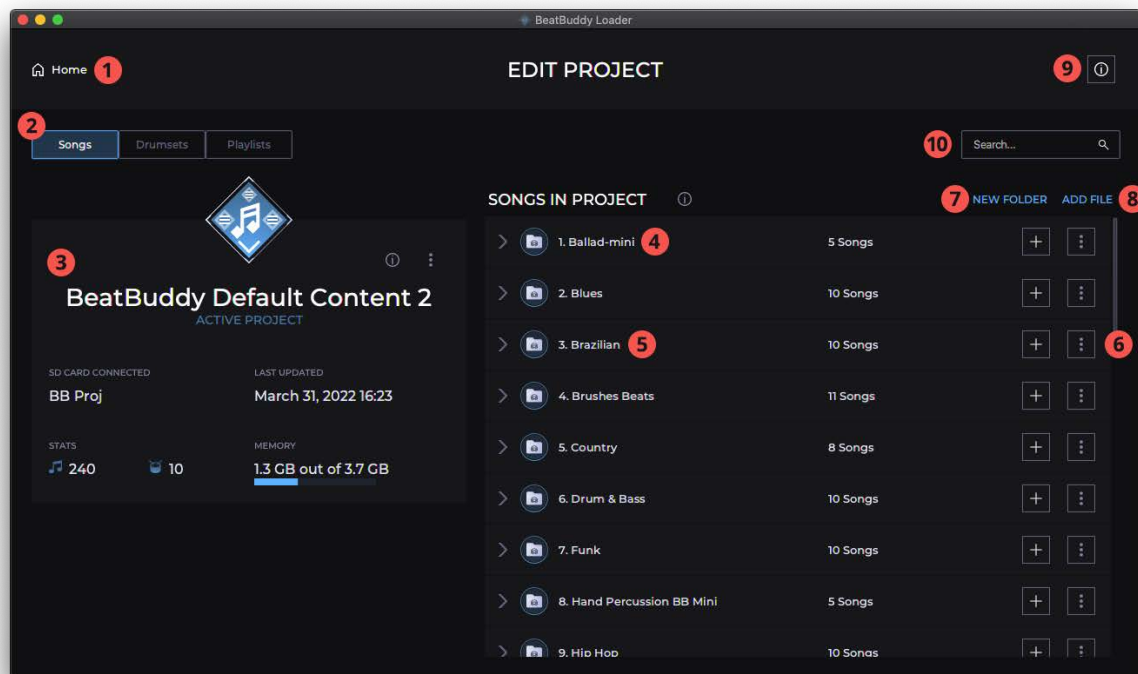 BeatBuddy Loader
Home 1
EDIT PROJECT
9
2
Songs Drumsets Playlists
10 Search...
3
BeatBuddy Default Content 2
ACTIVE PROJECT
SD CARD CONNECTED LAST UPDATED
BB Proj March 31, 2022 16:23
STATS MEMORY
240 10 1.3 GB out of 3.7 GB
SONGS IN PROJECT 7 NEW FOLDER ADD FILE 8
1. Ballad-mini 4 5 Songs
2. Blues 10 Songs
3. Brazilian 5 10 Songs 6
4. Brushes Beats 11 Songs
5. Country 8 Songs
6. Drum & Bass 10 Songs
7. Funk 10 Songs
8. Hand Percussion BB Mini 5 Songs
9. Hip Hop 10 Songs